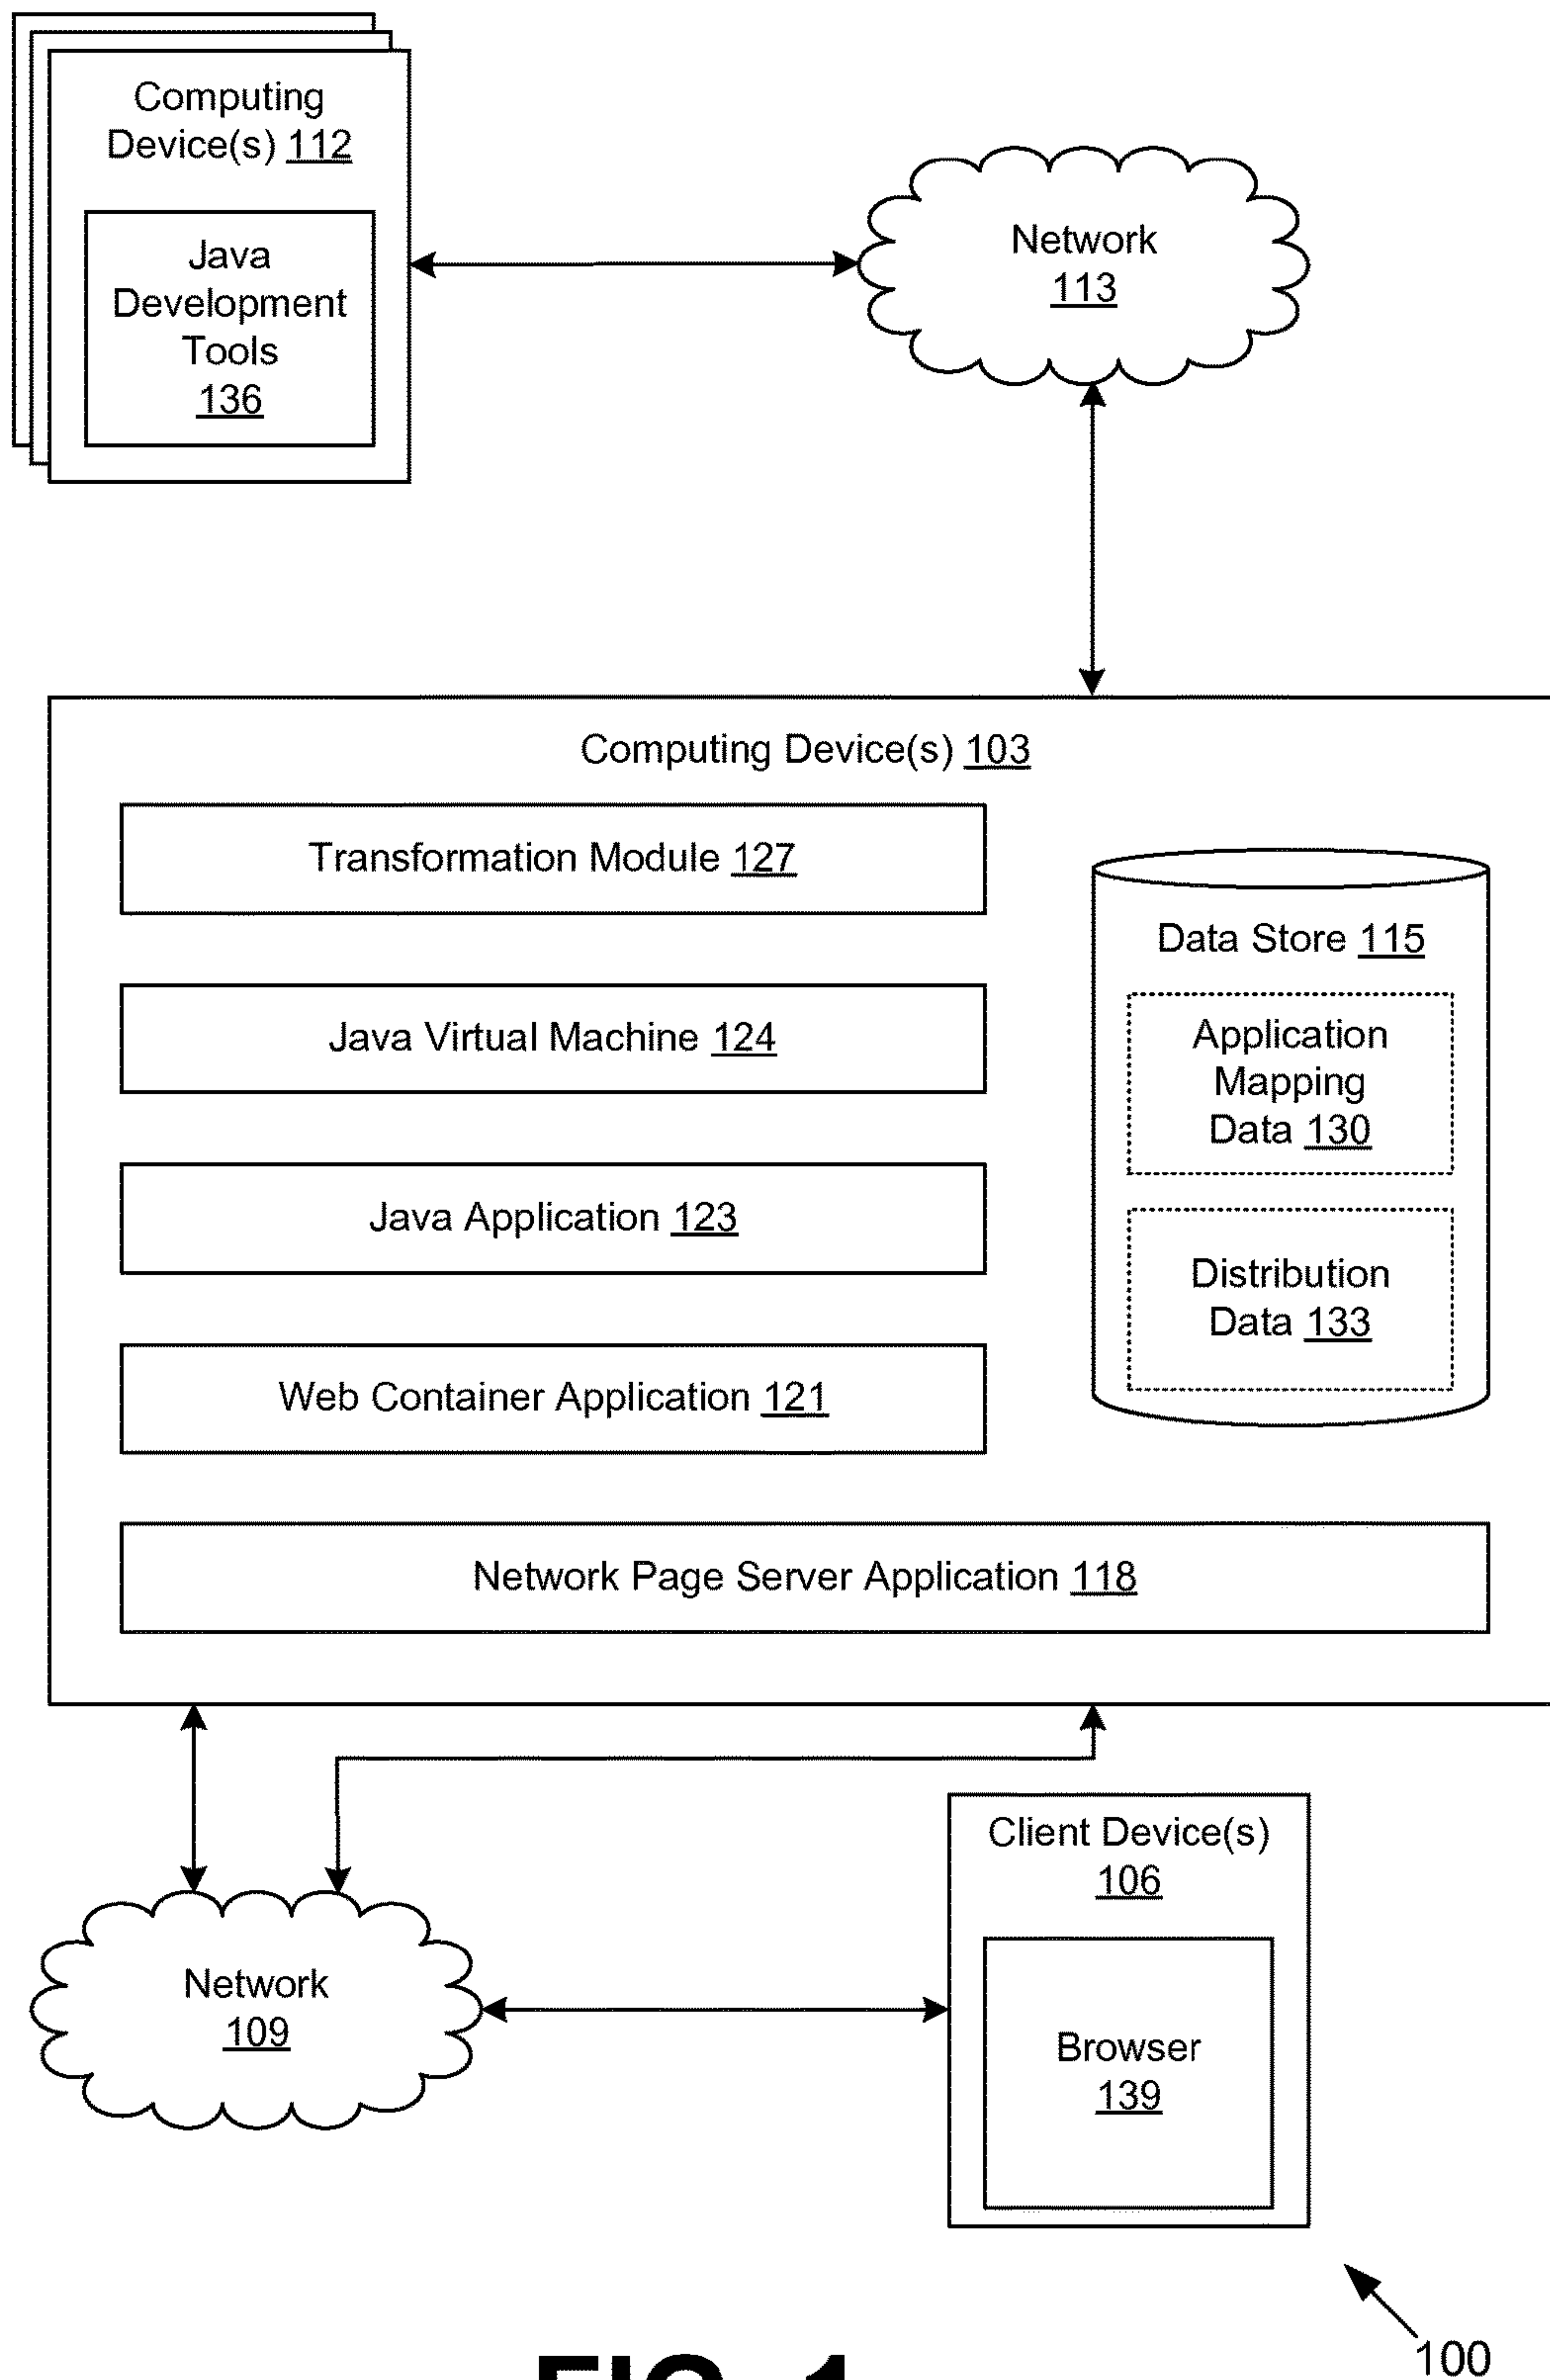 Computing
Device(s) 112
Java
Development
Tools
136
Network
113
Computing Device(s) 103
Transformation Module 127
Java Virtual Machine 124
Java Application 123
Web Container Application 121
Data Store 115
Application
Mapping
Data 130
Distribution
Data 133
Network Page Server Application 118
Network
109
Client Device(s)
106
Browser
139
100
FIG. 1